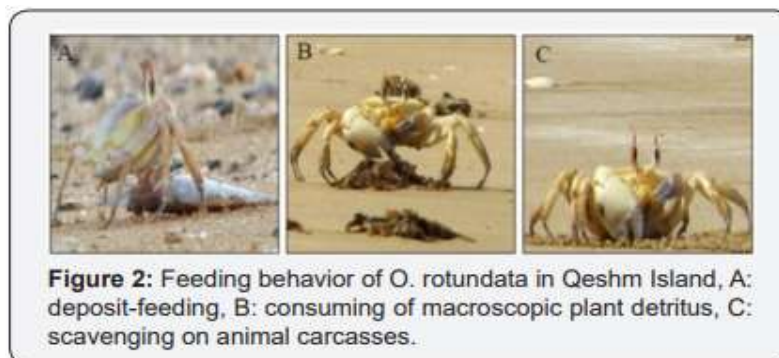 A
B
C
Figure 2: Feeding behavior of O. rotundata in Qeshm Island, A:
deposit-feeding, B: consuming of macroscopic plant detritus, C:
scavenging on animal carcasses.